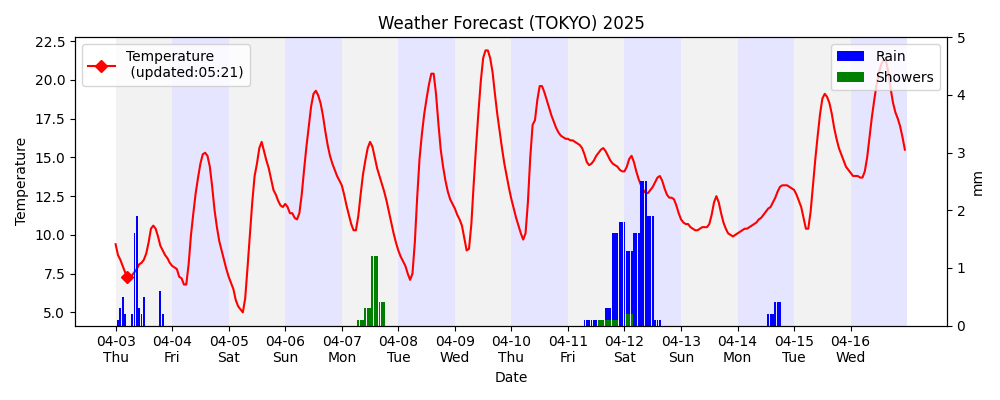 Weather Forecast (TOKYO) 2025
Temperature
(updated:05:21)
Rain
Showers
Temperature
22.5
20.0
17.5
15.0
12.5
10.0
7.5
5.0
5
4
3
2
1
0
mm
04-03 04-04 04-05 04-06 04-07 04-08 04-09 04-10 04-11 04-12 04-13 04-14 04-15 04-16
Thu Fri Sat Sun Mon Tue Wed Thu Fri Sat Sun Mon Tue Wed
Date